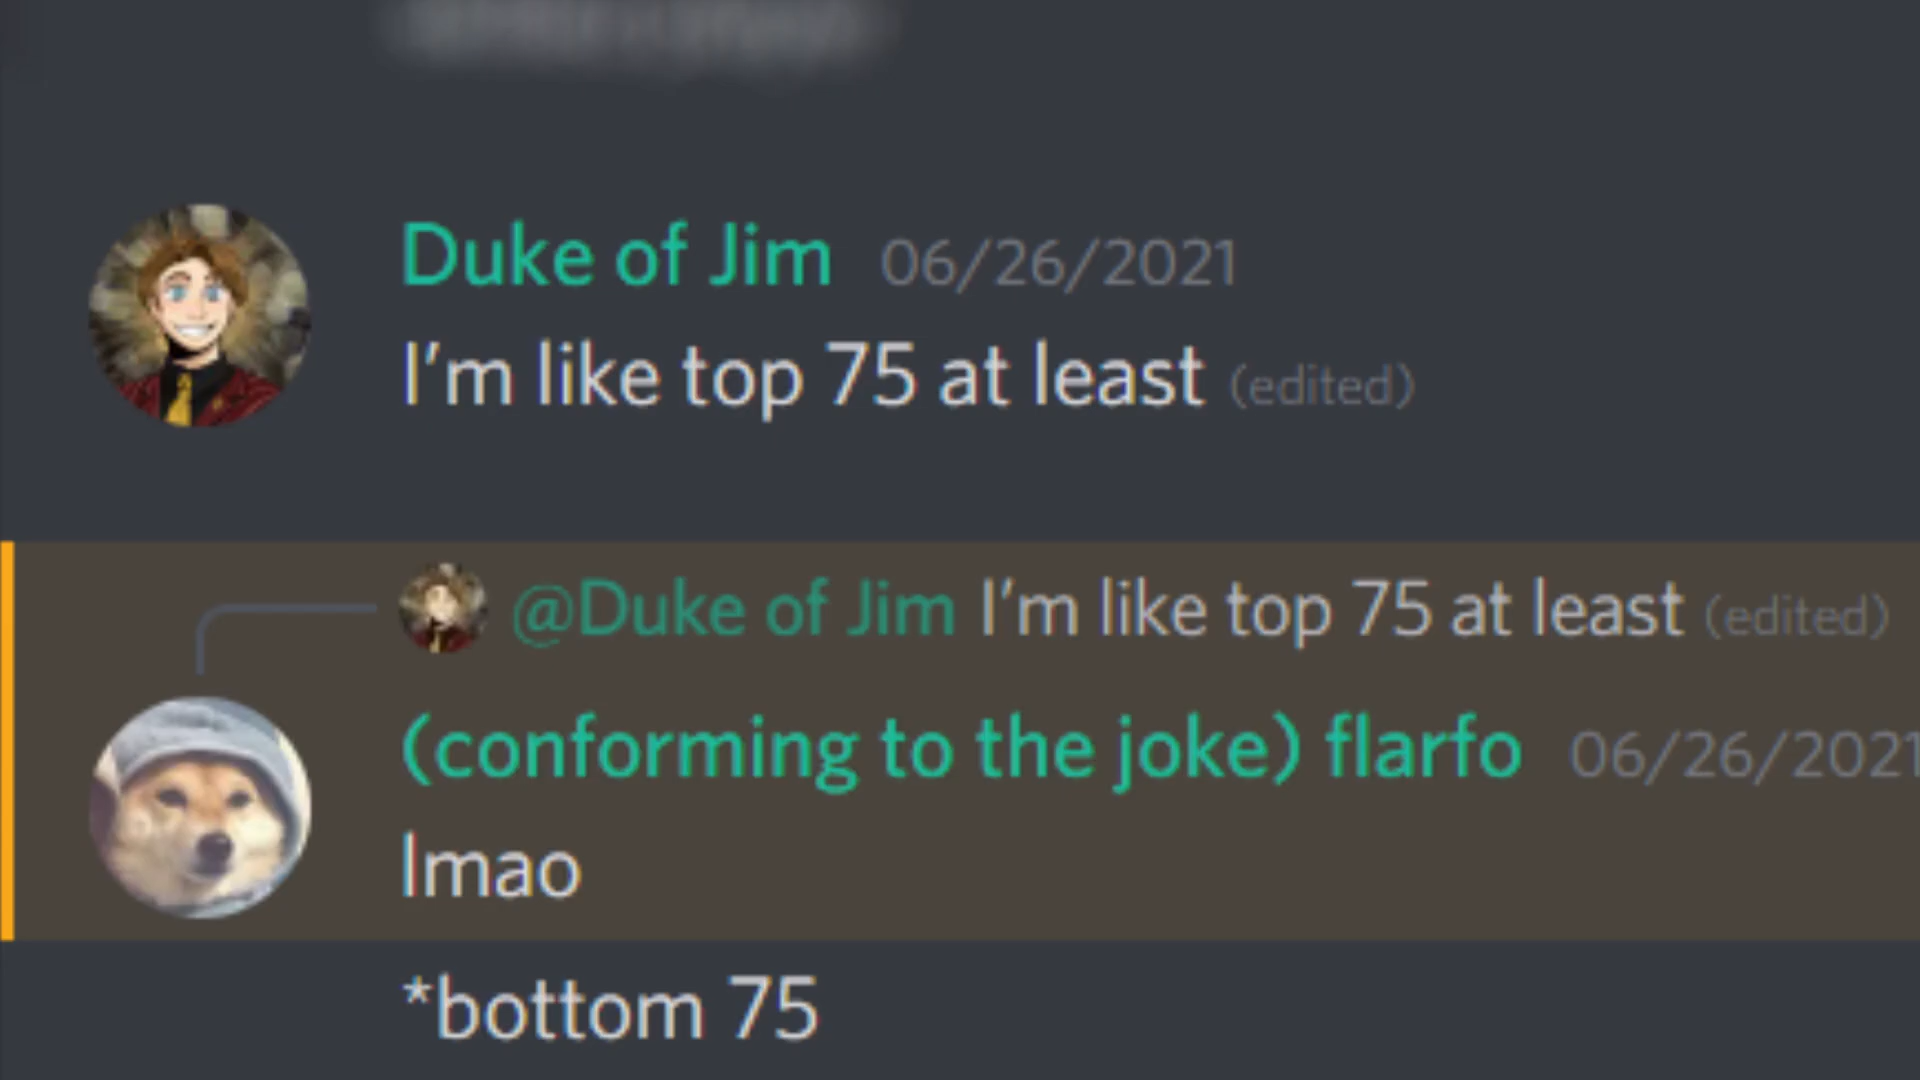 Duke of Jim 06/26/2021
I'm like top 75 at least (edited)
@Duke of Jim I'm like top 75 at least (edited)
(conforming to the joke) flarfo 06/26/2021
lmao
*bottom 75